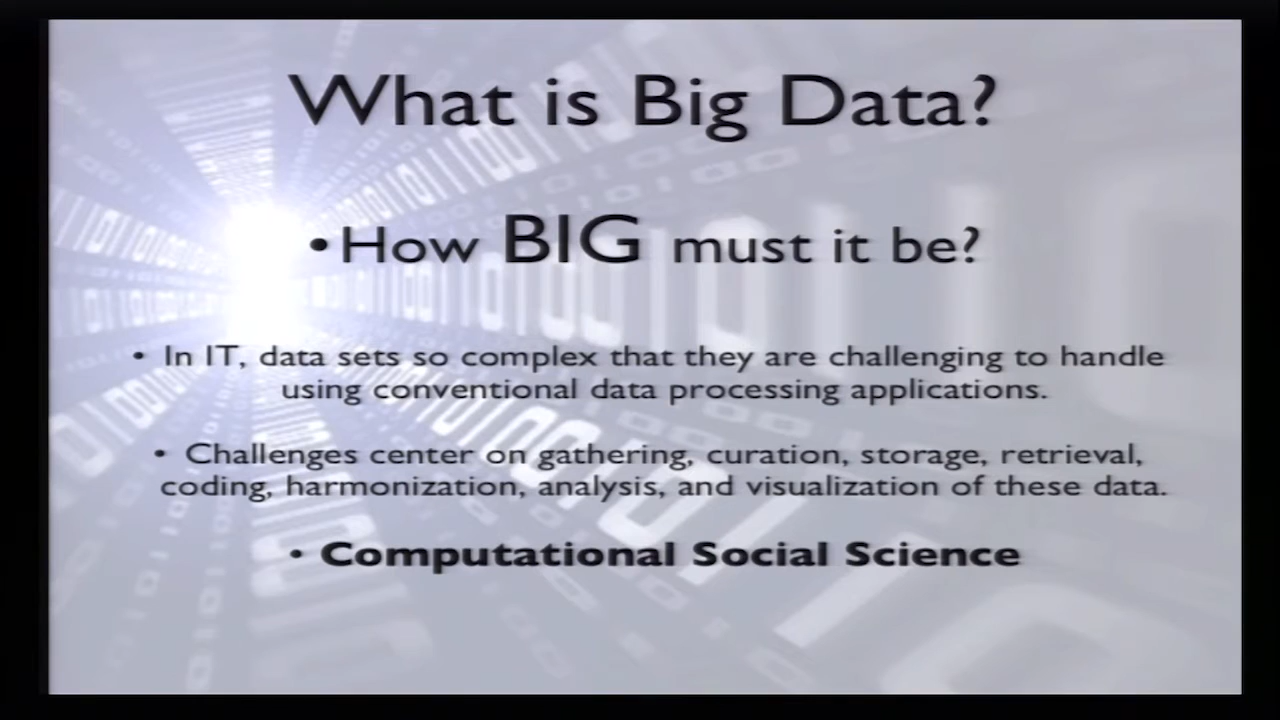 What is Big Data?
•How BIG must it be?
• In IT, data sets so complex that they are challenging to handle
using conventional data processing applications.
• Challenges center on gathering, curation, storage, retrieval,
coding, harmonization, analysis, and visualization of these data.
• Computational Social Science